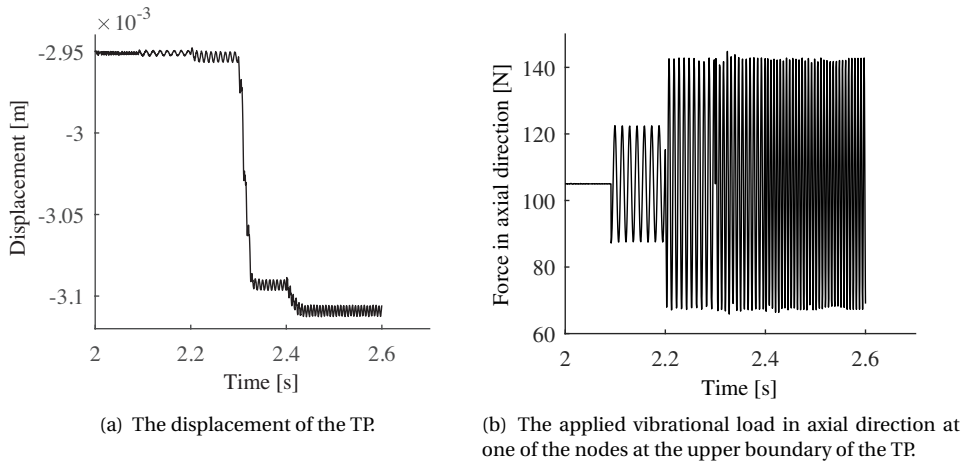 × 10⁻³
-2.95
-3
-3.05
-3.1
Displacement [m]
2
2.2
2.4
2.6
Time [s]
(a) The displacement of the TP.
140
120
100
80
60
Force in axial direction [N]
2
2.2
2.4
2.6
Time [s]
(b) The applied vibrational load in axial direction at
one of the nodes at the upper boundary of the TP.